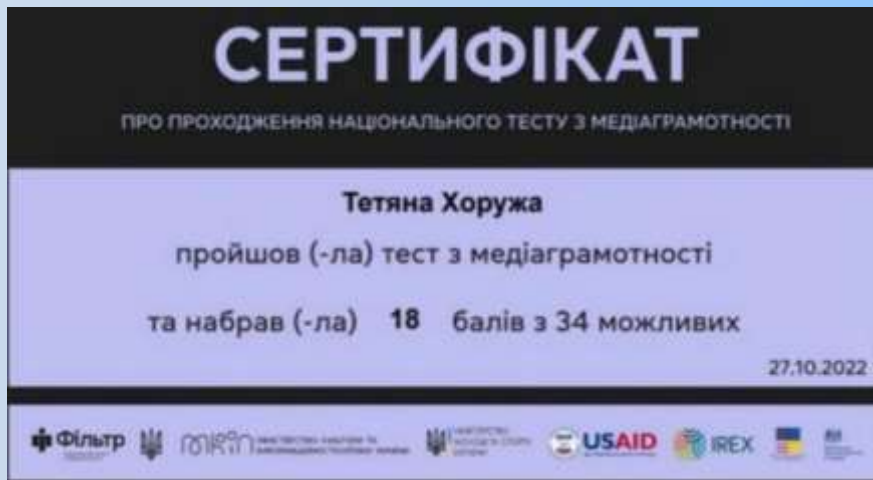 СЕРТИФІКАТ
ПРО ПРОХОДЖЕННЯ НАЦІОНАЛЬНОГО ТЕСТУ З МЕДІАГРАМОТНОСТІ
Тетяна Хоружа
пройшов (-ла) тест з медіаграмотності
та набрав (-ла) 18 балів з 34 можливих
27.10.2022
Фільтр USAID IREX